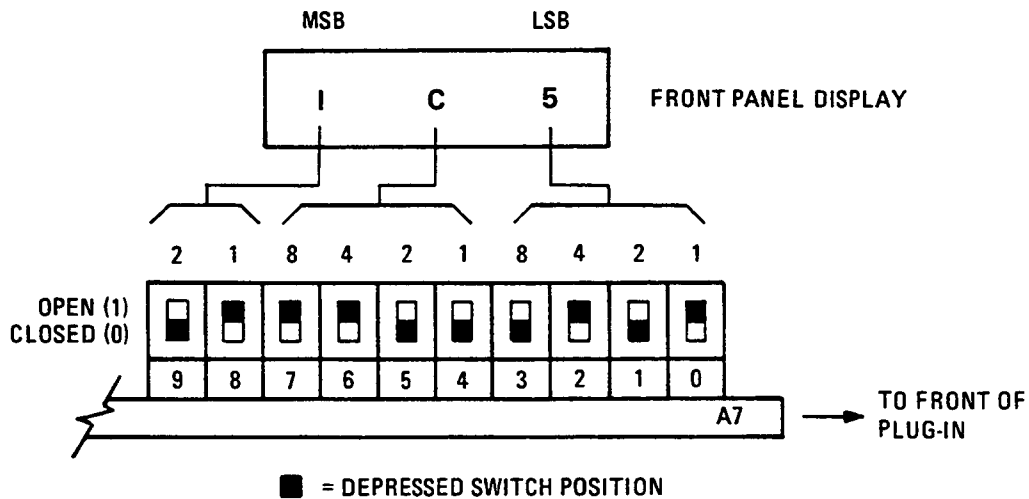 MSB LSB
I C 5 FRONT PANEL DISPLAY
2 1 8 4 2 1 8 4 2 1
OPEN (1)
CLOSED (0)
9 8 7 6 5 4 3 2 1 0
A7
TO FRONT OF
PLUG-IN
= DEPRESSED SWITCH POSITION